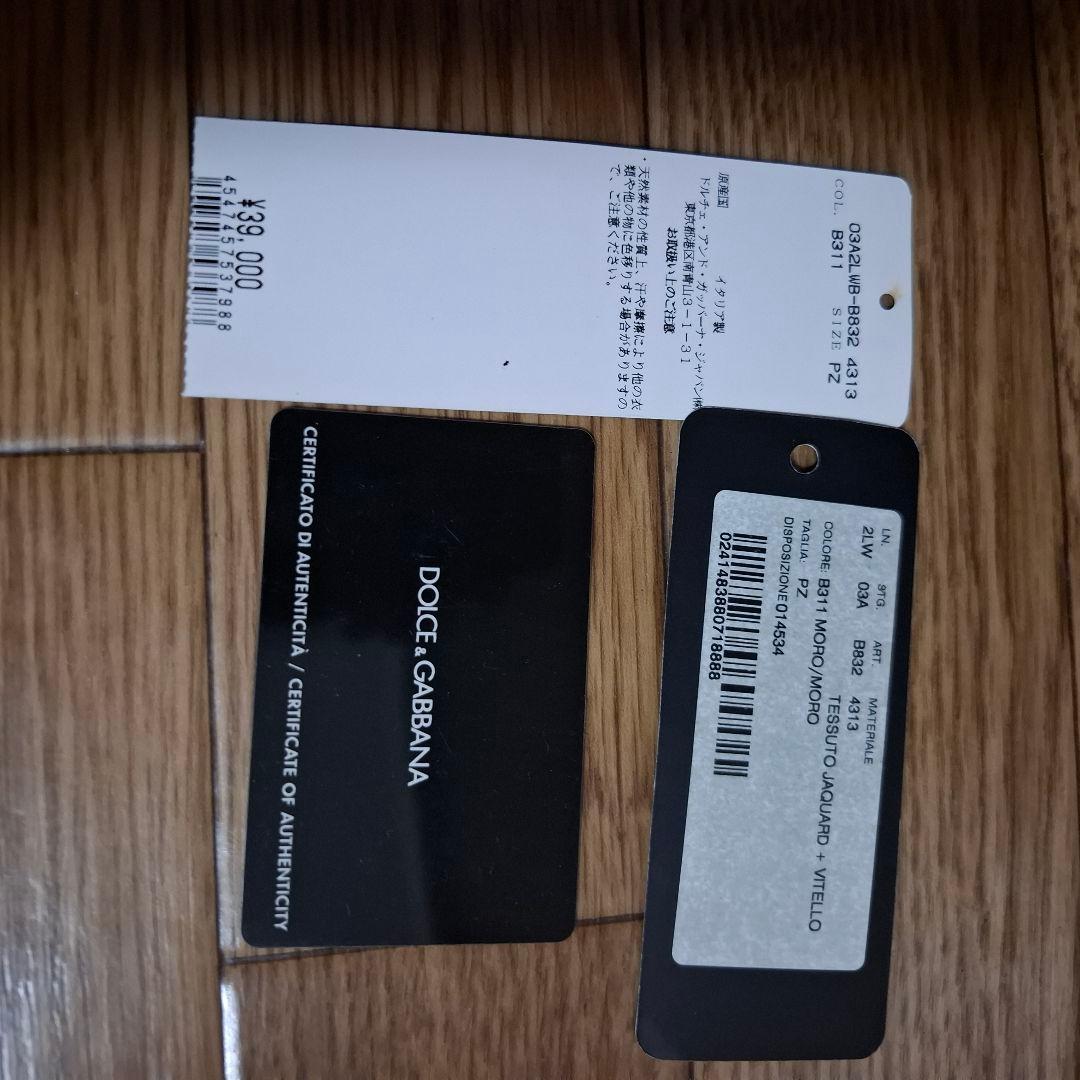 03A2LWB-B832 4313
COL. B311 SIZE PZ
原産国 イタリア製
ドルチェ・アンド・ガッバーナ・ジャパン㈱
東京都港区南青山3-1-31
お取扱い上のご注意
・天然素材の性質上、汗や摩擦により他の衣
類や他の物に色移りする場合がありますの
で、ご注意ください。
¥39,000
4547457537988
LN. STG. ART. MATERIALE
2LW 03A B832 4313
TESSUTO JAQUARD + VITELLO
COLORE: B311 MORO/MORO
TAGLIA: PZ
DISPOSIZIONE 014534
0241483880718888
DOLCE & GABBANA
CERTIFICATO DI AUTENTICITÀ / CERTIFICATE OF AUTHENTICITY